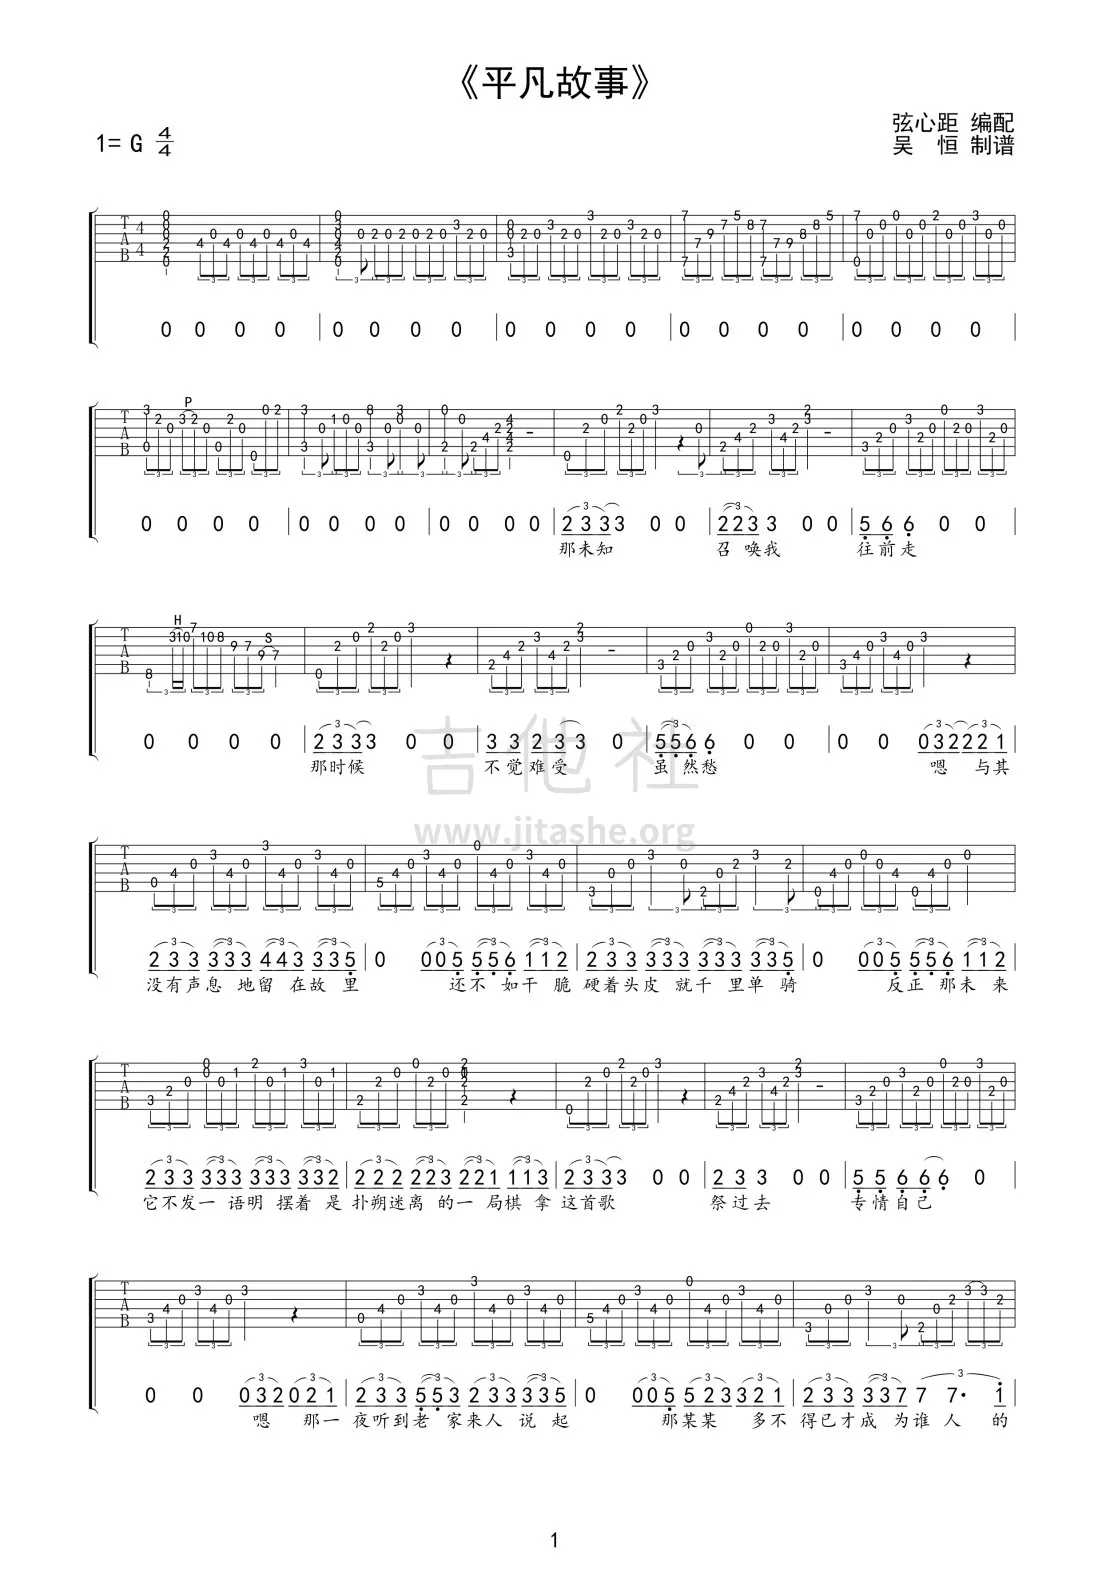 《平凡故事》
弦心距 编配
1= G 4/4
吴 恒 制谱
0 0 0 0 0 0 0 0 0 0 0 0 0 0 0 0 0 0 0 0
P
0 0 0 0 0 0 0 0 0 0 0 0 2 3 3 3 0 0 2 2 3 3 0 0 5 6 6 0 0
那未知 召唤我 往前走
H S
0 0 0 0 2 3 3 3 0 0 3 3 2 3 3 0 5 5 6 6 0 0 0 0 0 3 2 2 2 2 1
那时候 不觉难受 虽然愁 嗯 与其
吉他社
www.jitashe.org
2 3 3 3 3 3 4 4 3 3 3 5 0 0 0 5 5 5 6 1 1 2 2 3 3 3 3 3 3 3 3 3 3 5 0 0 0 5 5 5 6 1 1 2
没有声息 地留 在故里 还不 如干脆 硬着头皮 就千里单骑 反正那未来
2 3 3 3 3 3 3 3 3 3 3 2 2 2 2 2 2 3 2 2 1 1 1 3 2 3 3 3 0 0 2 3 3 0 0 5 5 6 6 6 0
它不发一语明 摆着是 扑朔迷离的一局棋 拿这首歌 祭过去 专情自己
0 0 0 3 2 0 2 1 2 3 3 5 5 3 3 3 3 3 3 5 0 0 0 5 5 2 3 3 2 1 2 3 3 3 3 7 7 7· 1
嗯 那一夜听到老家来人说起 那某某 多不得已才成为谁人的
1